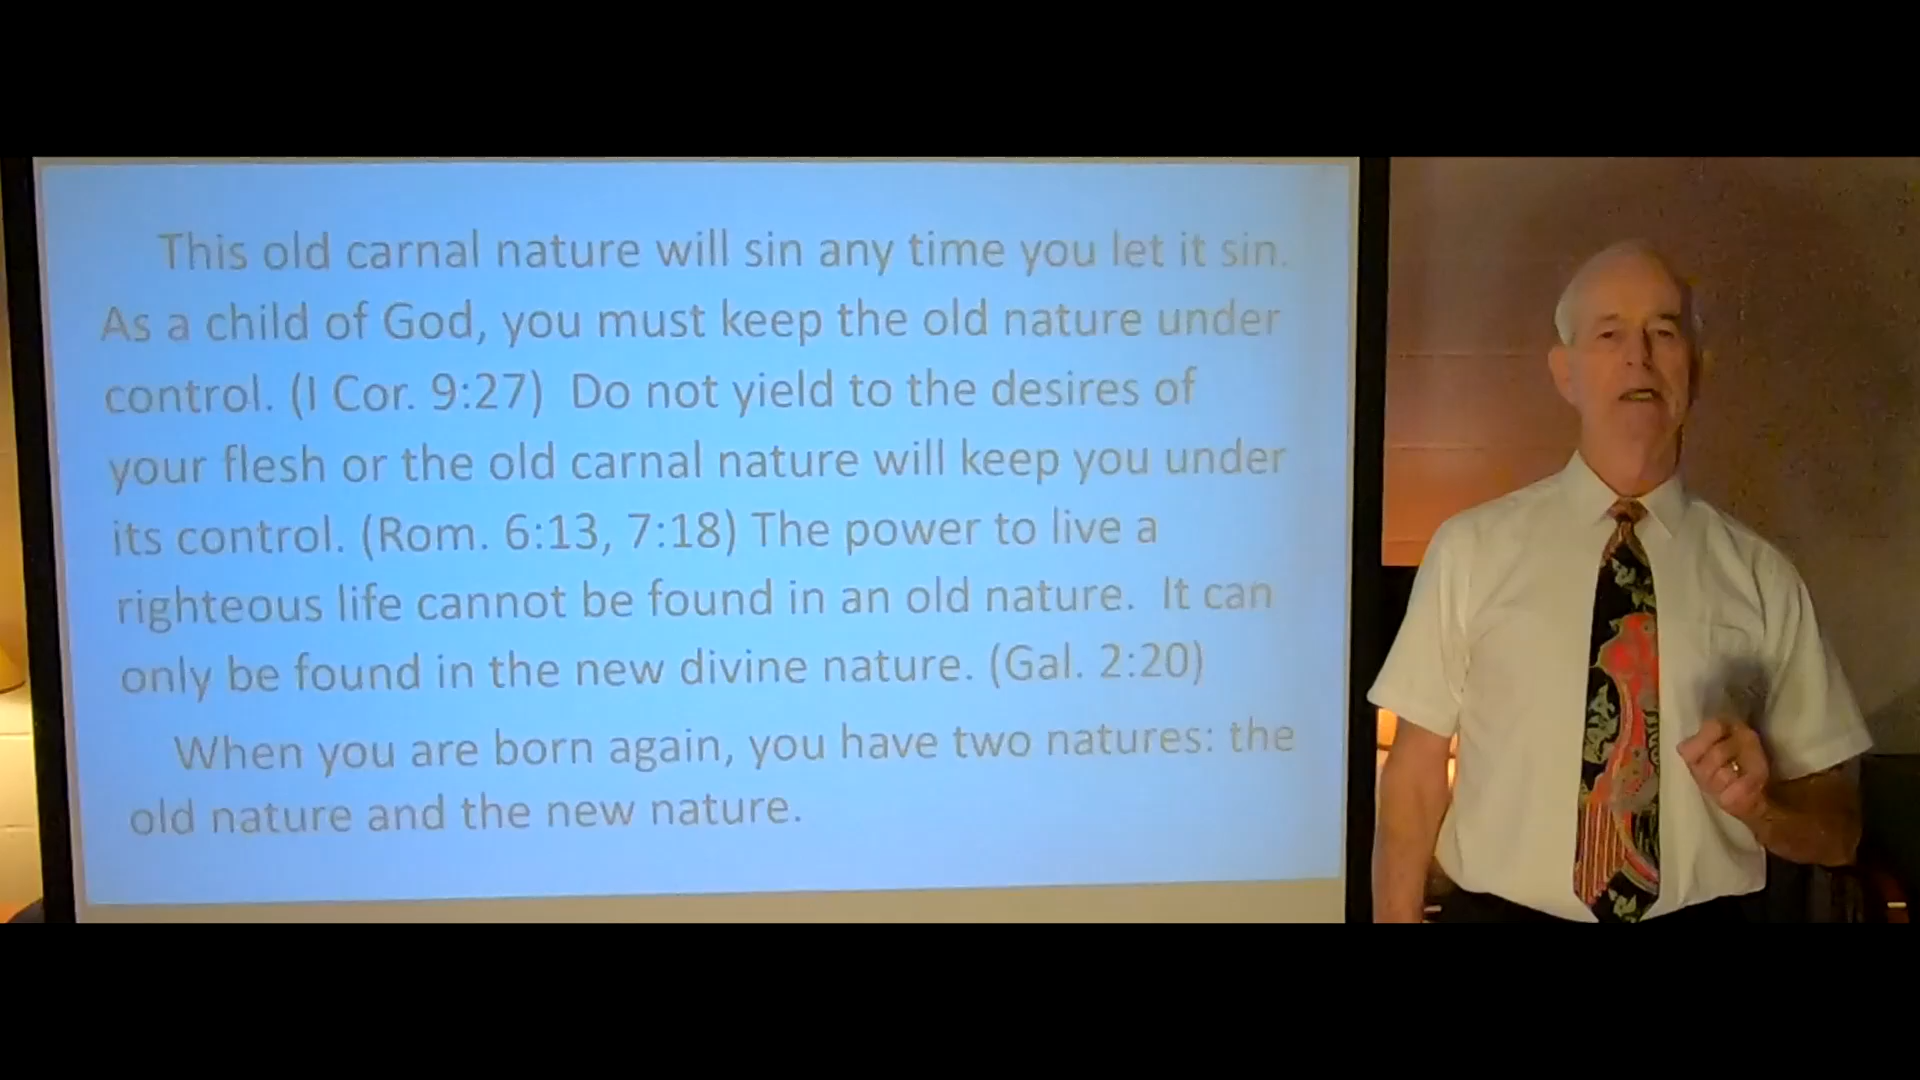 This old carnal nature will sin any time you let it sin.
As a child of God, you must keep the old nature under
control. (I Cor. 9:27) Do not yield to the desires of
your flesh or the old carnal nature will keep you under
its control. (Rom. 6:13, 7:18) The power to live a
righteous life cannot be found in an old nature. It can
only be found in the new divine nature. (Gal. 2:20)
When you are born again, you have two natures: the
old nature and the new nature.